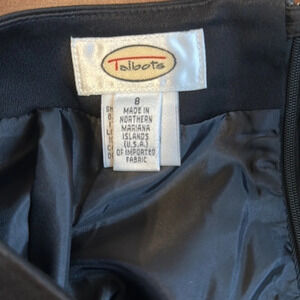 Talbots
8
MADE IN
NORTHERN
MARIANA
ISLANDS
(U.S.A.)
OF IMPORTED
FABRIC